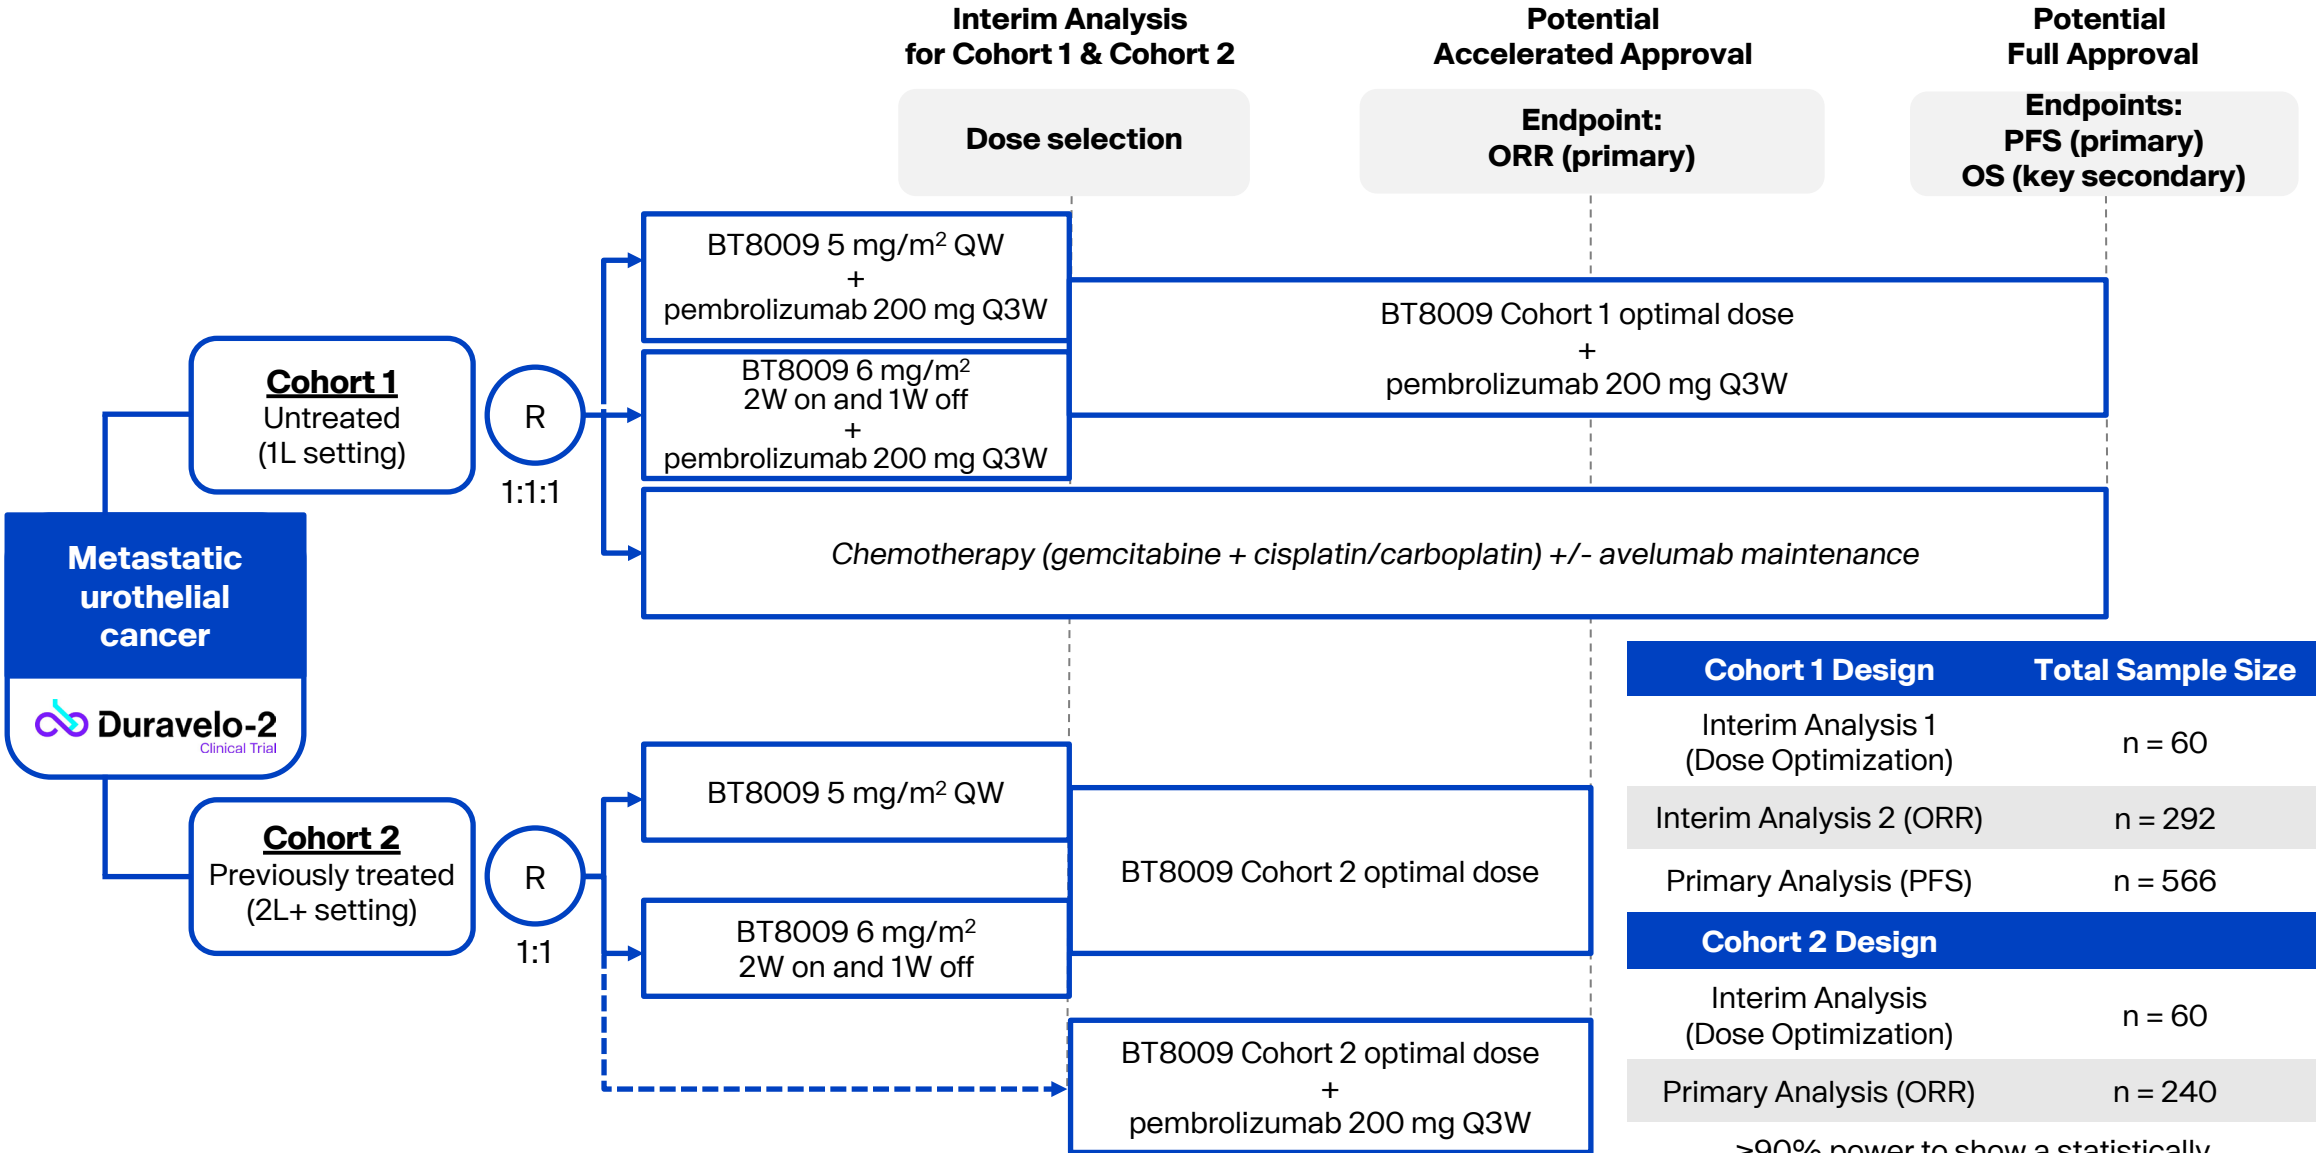 Interim Analysis
for Cohort 1 & Cohort 2
Potential
Accelerated Approval
Potential
Full Approval
Dose selection
Endpoint:
ORR (primary)
Endpoints:
PFS (primary)
OS (key secondary)
BT8009 5 mg/m² QW
+
pembrolizumab 200 mg Q3W
BT8009 6 mg/m²
2W on and 1W off
+
pembrolizumab 200 mg Q3W
BT8009 Cohort 1 optimal dose
+
pembrolizumab 200 mg Q3W
Cohort 1
Untreated
(1L setting)
R
1:1:1
Chemotherapy (gemcitabine + cisplatin/carboplatin) +/- avelumab maintenance
Metastatic
urothelial
cancer
Duravelo-2
Clinical Trial
Cohort 2
Previously treated
(2L+ setting)
R
1:1
BT8009 5 mg/m² QW
BT8009 6 mg/m²
2W on and 1W off
BT8009 Cohort 2 optimal dose
BT8009 Cohort 2 optimal dose
+
pembrolizumab 200 mg Q3W
Cohort 1 Design Total Sample Size
Interim Analysis 1
(Dose Optimization) n = 60
Interim Analysis 2 (ORR) n = 292
Primary Analysis (PFS) n = 566
Cohort 2 Design
Interim Analysis
(Dose Optimization) n = 60
Primary Analysis (ORR) n = 240
≥90% power to show a statistically